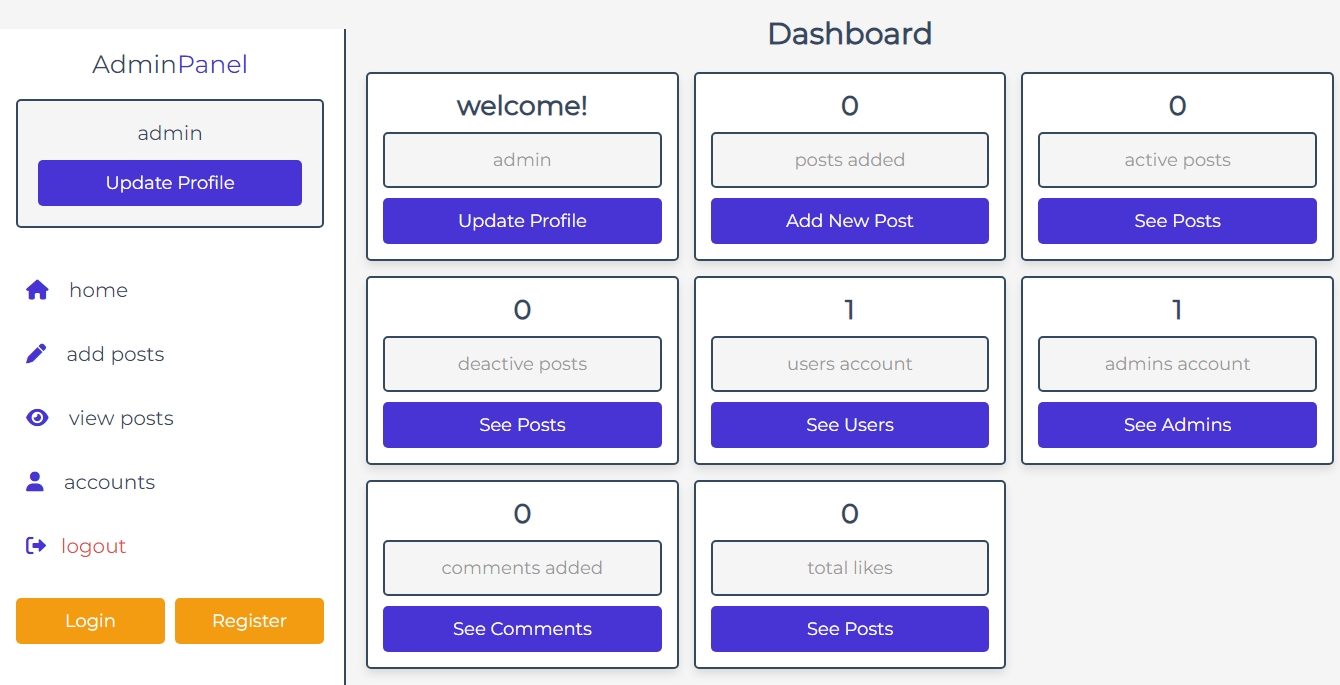 AdminPanel
admin
Update Profile
home
add posts
view posts
accounts
logout
Login
Register
Dashboard
welcome!
admin
Update Profile
0
posts added
Add New Post
0
active posts
See Posts
0
deactive posts
See Posts
1
users account
See Users
1
admins account
See Admins
0
comments added
See Comments
0
total likes
See Posts